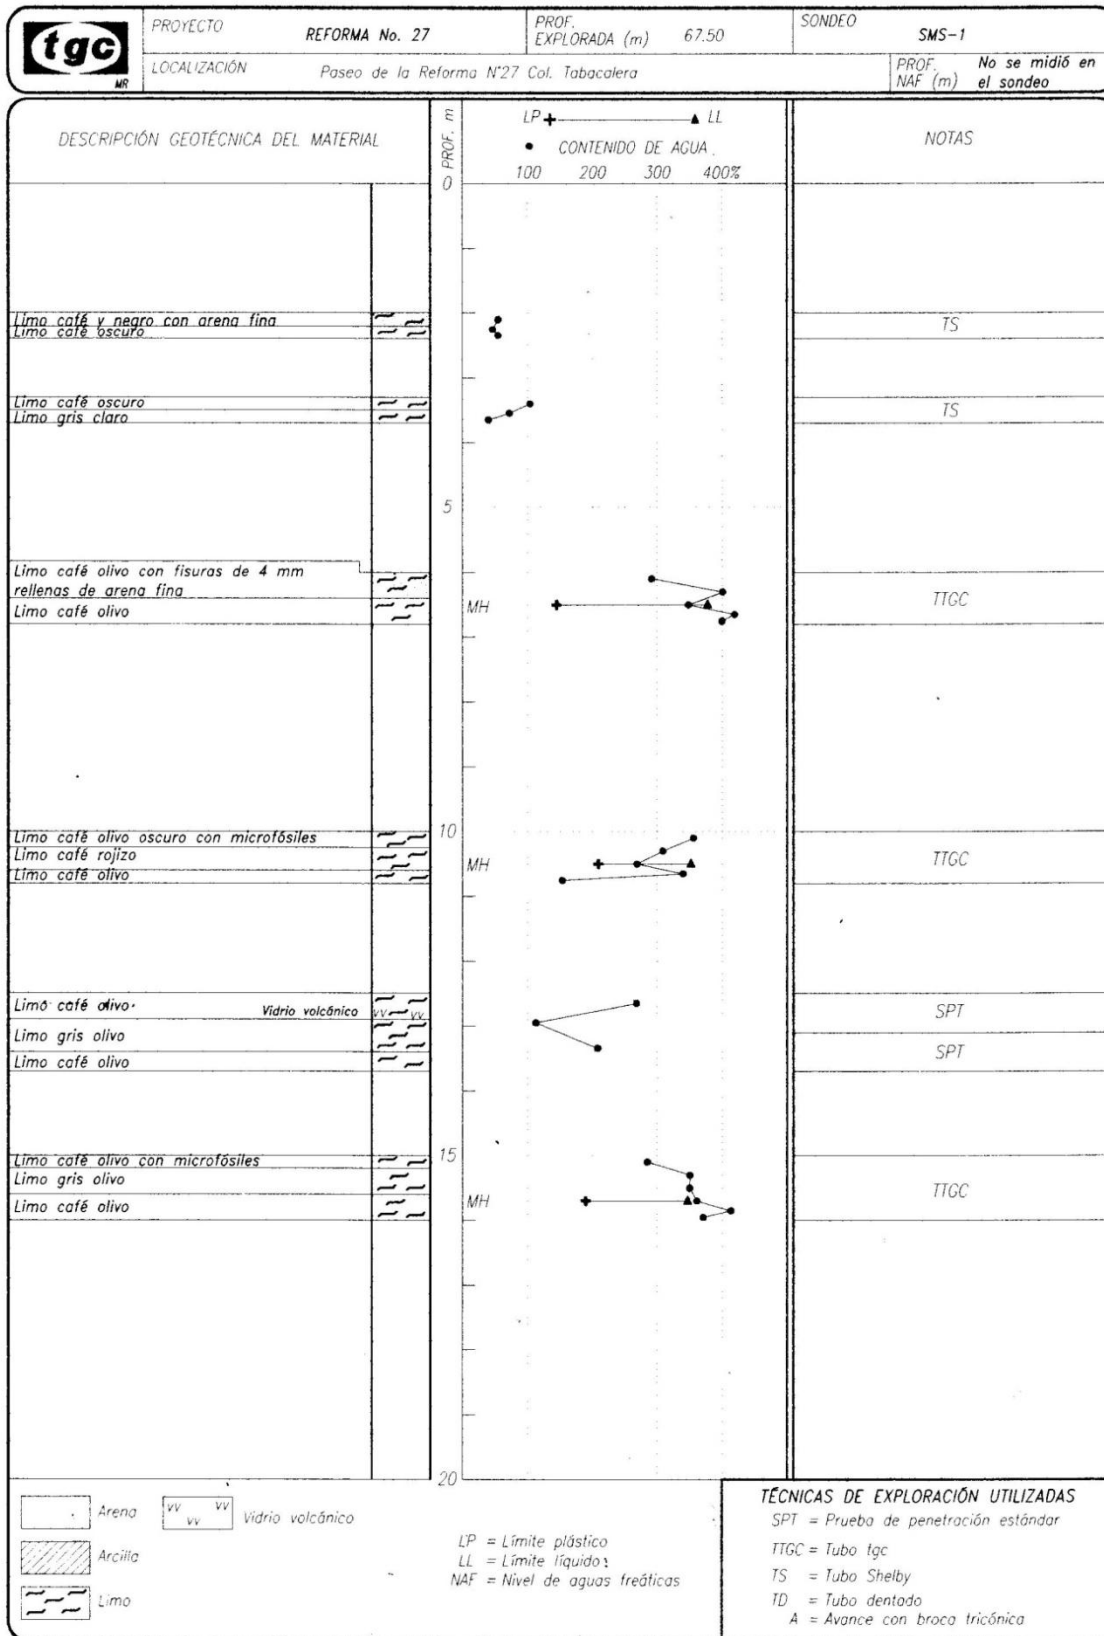 tgc
MR
PROYECTO
REFORMA No. 27
PROF.
EXPLORADA (m) 67.50
SONDEO
SMS-1
LOCALIZACIÓN
Paseo de la Reforma N°27 Col. Tabacalera
PROF.
NAF (m)
No se midió en
el sondeo
DESCRIPCIÓN GEOTÉCNICA DEL MATERIAL
PROF. m
LP LL
CONTENIDO DE AGUA
100 200 300 400%
NOTAS
0
Limo café y negro con arena fina
Limo café oscuro
TS
Limo café oscuro
Limo gris claro
TS
5
Limo café olivo con fisuras de 4 mm
rellenas de arena fina
Limo café olivo
MH
TTGC
10
Limo café olivo oscuro con microfósiles
Limo café rojizo
Limo café olivo
MH
TTGC
Limo café olivo
Vidrio volcánico
VV VV
SPT
Limo gris olivo
SPT
Limo café olivo
15
Limo café olivo con microfósiles
Limo gris olivo
Limo café olivo
MH
TTGC
20
Arena
VV VV
VV
Vidrio volcánico
Arcilla
Limo
LP = Límite plástico
LL = Límite líquido
NAF = Nivel de aguas freáticas
TÉCNICAS DE EXPLORACIÓN UTILIZADAS
SPT = Prueba de penetración estándar
TTGC = Tubo tgc
TS = Tubo Shelby
TD = Tubo dentado
A = Avance con broca tricónica